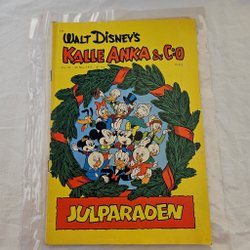 WALT DISNEY'S
KALLE ANKA & C:O
JULPARADEN